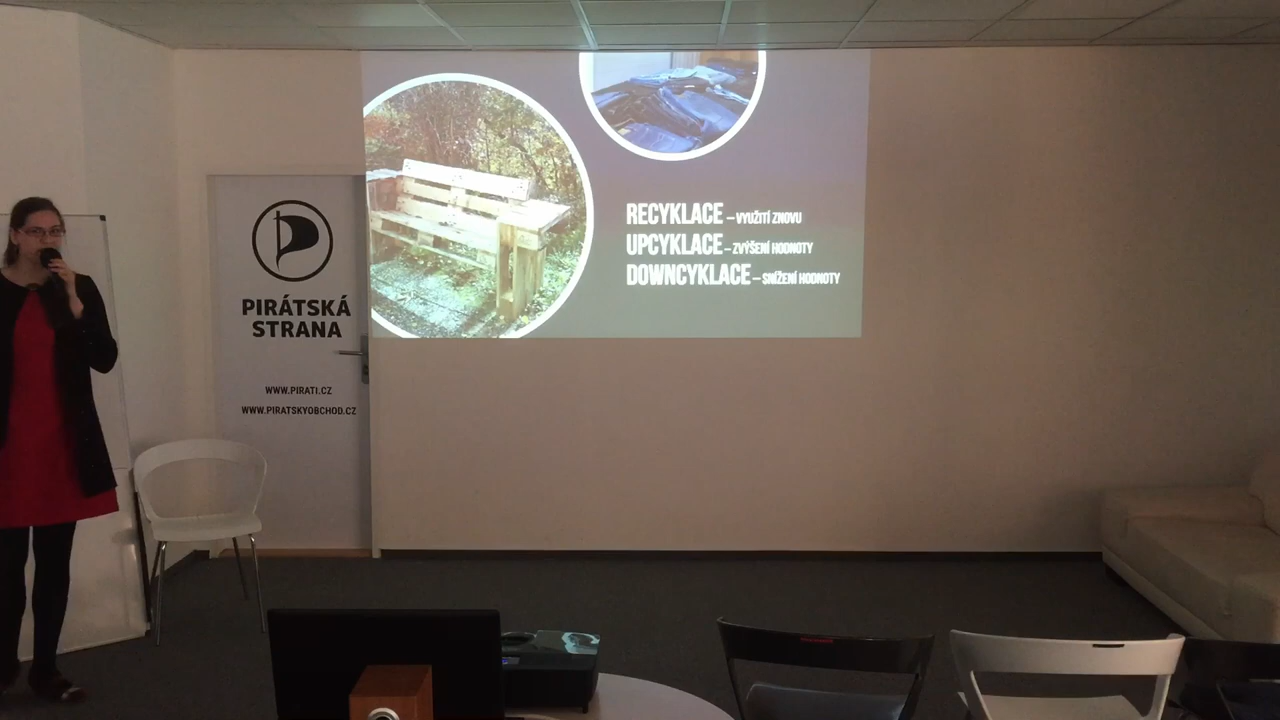 PIRÁTSKÁ
STRANA
WWW.PIRATI.CZ
WWW.PIRATSKYOBCHOD.CZ
RECYKLACE – VYUŽITÍ ZNOVU
UPCYKLACE – ZVÝŠENÍ HODNOTY
DOWNCYKLACE – SNÍŽENÍ HODNOTY